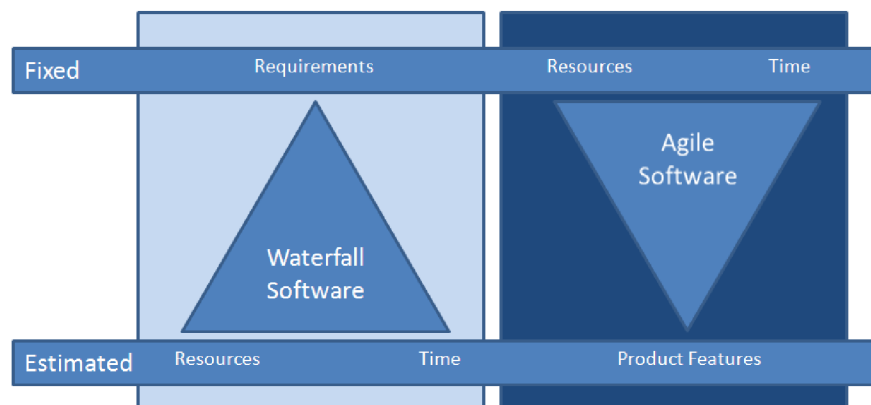 Fixed Requirements Resources Time
Agile
Software
Waterfall
Software
Estimated Resources Time Product Features